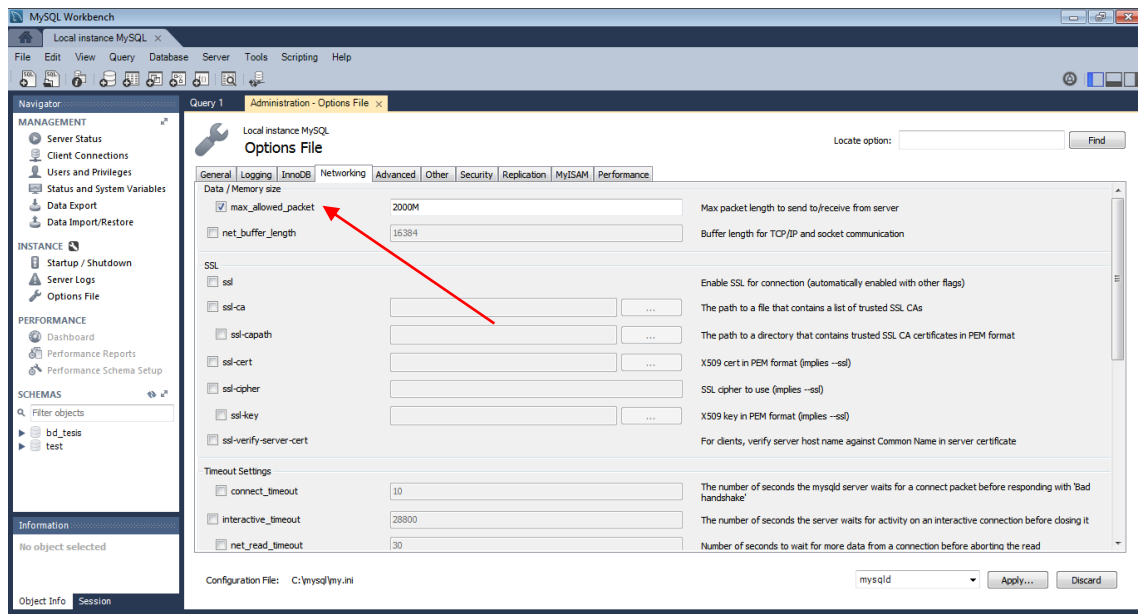 MySQL Workbench
Local instance MySQL ×
File Edit View Query Database Server Tools Scripting Help
Navigator
MANAGEMENT
Server Status
Client Connections
Users and Privileges
Status and System Variables
Data Export
Data Import/Restore
INSTANCE
Startup / Shutdown
Server Logs
Options File
PERFORMANCE
Dashboard
Performance Reports
Performance Schema Setup
SCHEMAS
Filter objects
bd_tesis
test
Information
No object selected
Object Info Session
Query 1 Administration - Options File ×
Local instance MySQL
Options File
Locate option: Find
General Logging InnoDB Networking Advanced Other Security Replication MyISAM Performance
Data / Memory size
max_allowed_packet 2000M Max packet length to send to/receive from server
net_buffer_length 16384 Buffer length for TCP/IP and socket communication
SSL
ssl Enable SSL for connection (automatically enabled with other flags)
ssl-ca ... The path to a file that contains a list of trusted SSL CAs
ssl-capath ... The path to a directory that contains trusted SSL CA certificates in PEM format
ssl-cert ... X509 cert in PEM format (implies --ssl)
ssl-cipher SSL cipher to use (implies --ssl)
ssl-key ... X509 key in PEM format (implies --ssl)
ssl-verify-server-cert For clients, verify server host name against Common Name in server certificate
Timeout Settings
connect_timeout 10 The number of seconds the mysqld server waits for a connect packet before responding with 'Bad
handshake'
interactive_timeout 28800 The number of seconds the server waits for activity on an interactive connection before closing it
net_read_timeout 30 Number of seconds to wait for more data from a connection before aborting the read
Configuration File: C:\mysql\my.ini mysqld Apply... Discard